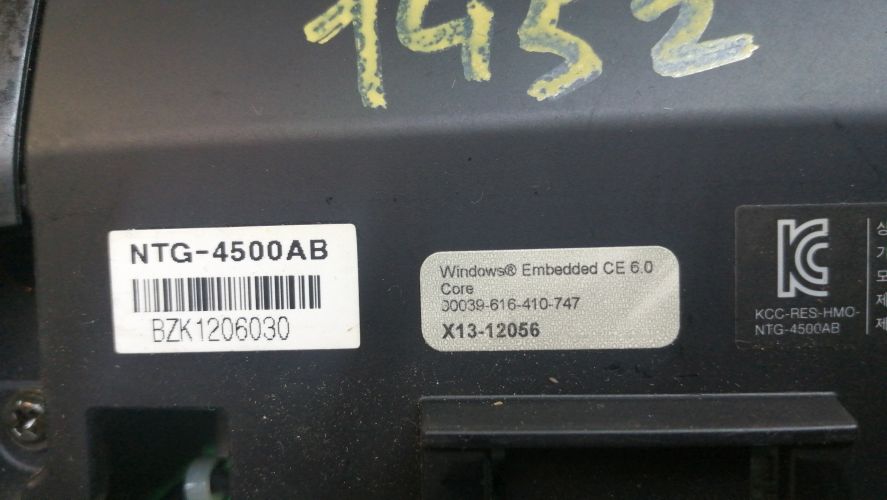 1452
NTG-4500AB
BZK1206030
Windows® Embedded CE 6.0
Core
00039-616-410-747
X13-12056
KCC-RES-HMO-
NTG-4500AB